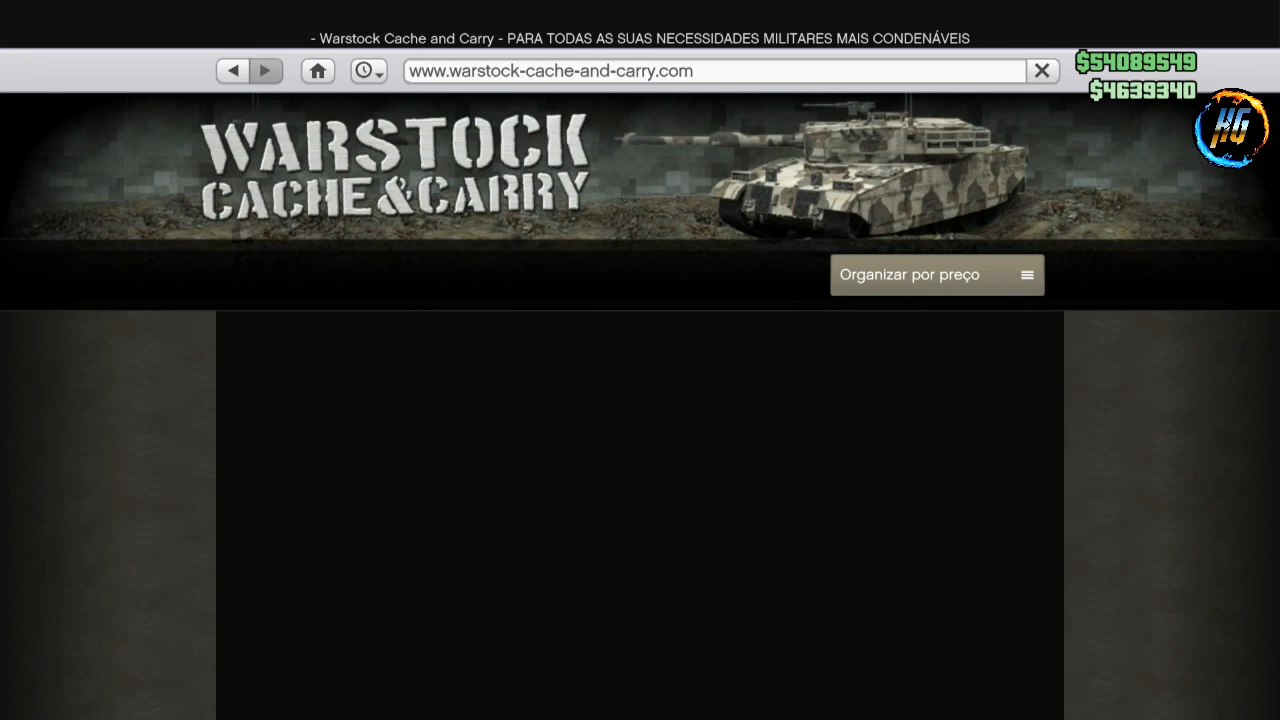 - Warstock Cache and Carry - PARA TODAS AS SUAS NECESSIDADES MILITARES MAIS CONDENÁVEIS
www.warstock-cache-and-carry.com
$54089549
$4639340
HG
WARSTOCK
CACHE&CARRY
Organizar por preço